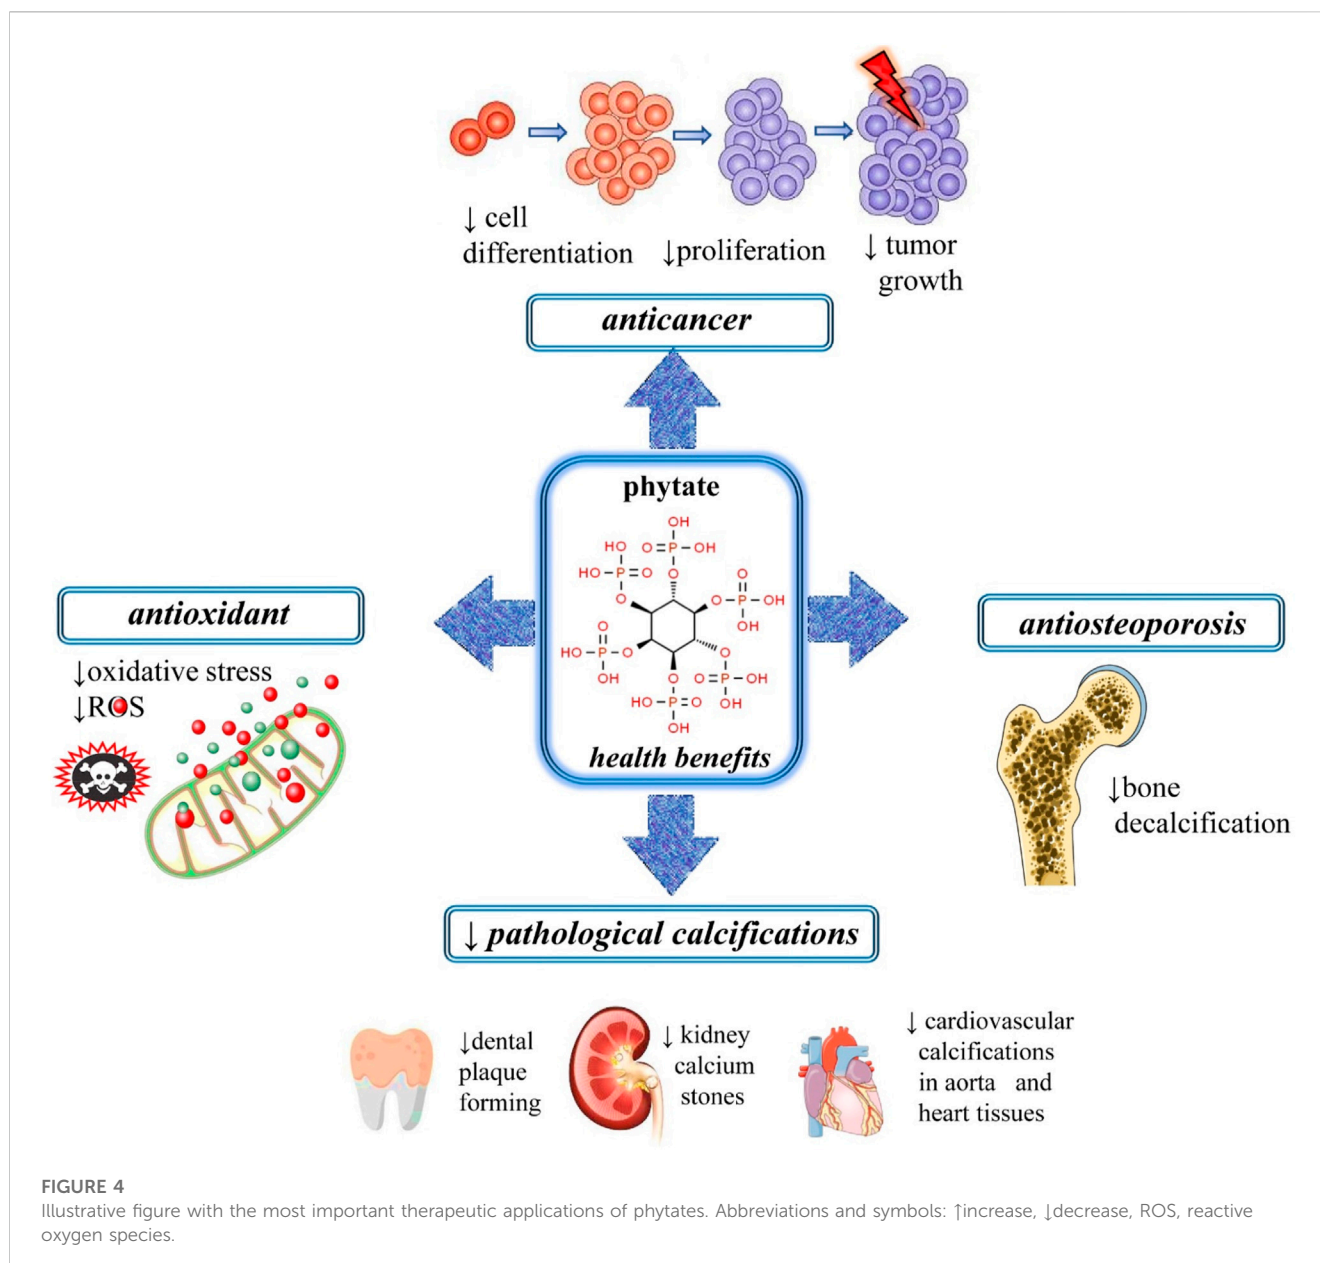 ↓ cell
differentiation
↓proliferation
↓ tumor
growth
anticancer
phytate
OH
HO O=P-OH
HO-P=O O O
O O-P-OH
O OH
HO-P-O O
OH O=P-OH
HO-P=O OH
OH
health benefits
antioxidant
↓oxidative stress
↓ROS
antiosteoporosis
↓bone
decalcification
↓ pathological calcifications
↓dental
plaque
forming
↓ kidney
calcium
stones
↓ cardiovascular
calcifications
in aorta and
heart tissues
FIGURE 4
Illustrative figure with the most important therapeutic applications of phytates. Abbreviations and symbols: ↑increase, ↓decrease, ROS, reactive
oxygen species.